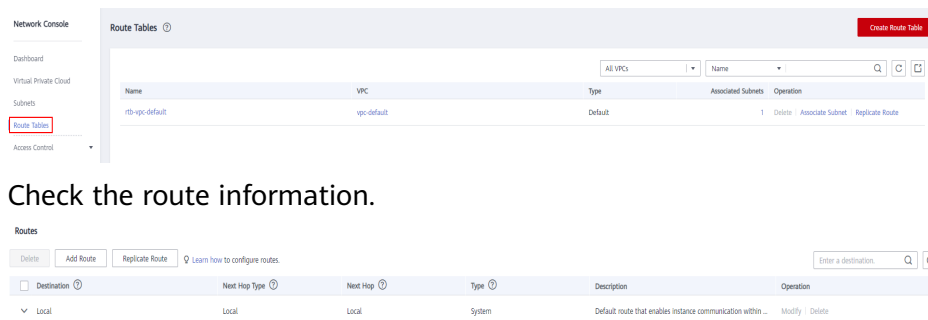 Network Console
Route Tables ?
Create Route Table
Dashboard
Virtual Private Cloud
Subnets
Route Tables
Access Control
All VPCs
Name
Name VPC Type Associated Subnets Operation
rtb-vpc-default vpc-default Default 1 Delete | Associate Subnet | Replicate Route
Check the route information.
Routes
Delete Add Route Replicate Route Learn how to configure routes.
Enter a destination.
Destination ? Next Hop Type ? Next Hop ? Type ? Description Operation
Local Local Local System Default route that enables instance communication within ... Modify | Delete